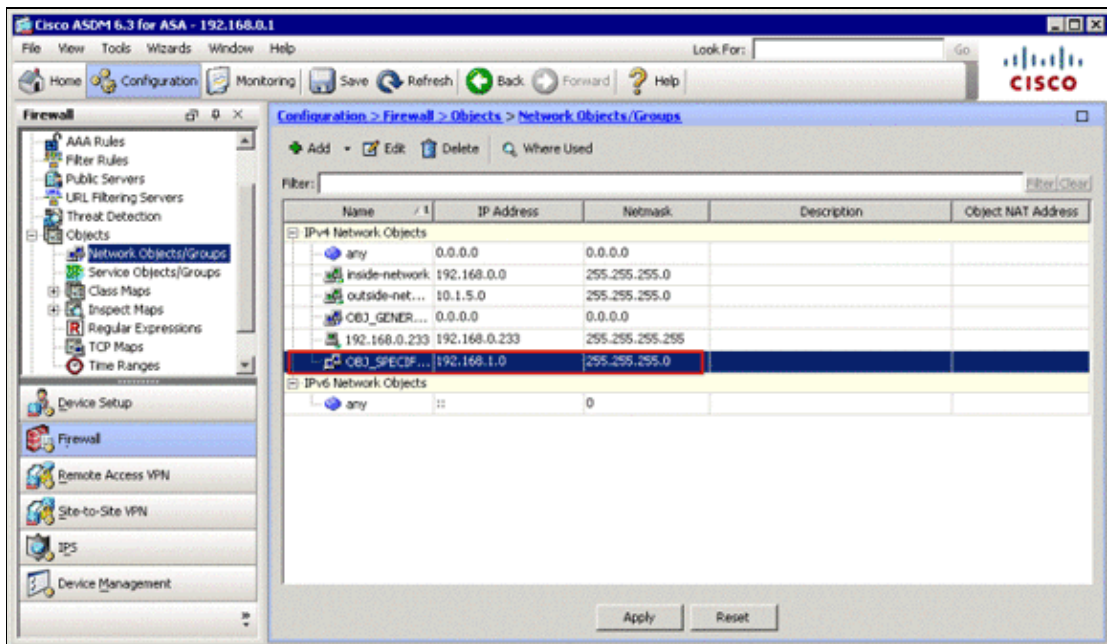 Cisco ASDM 6.3 for ASA - 192.168.0.1
File View Tools Wizards Window Help Look For: Go
Home Configuration Monitoring Save Refresh Back Forward Help
CISCO
Firewall
AAA Rules
Filter Rules
Public Servers
URL Filtering Servers
Threat Detection
Objects
Network Objects/Groups
Service Objects/Groups
Class Maps
Inspect Maps
Regular Expressions
TCP Maps
Time Ranges
Device Setup
Firewall
Remote Access VPN
Site-to-Site VPN
IPS
Device Management
Configuration > Firewall > Objects > Network Objects/Groups
Add Edit Delete Where Used
Filter: Filter Clear
Name IP Address Netmask Description Object NAT Address
IPv4 Network Objects
any 0.0.0.0 0.0.0.0
inside-network 192.168.0.0 255.255.255.0
outside-net... 10.1.5.0 255.255.255.0
OBJ_GENER... 0.0.0.0 0.0.0.0
192.168.0.233 192.168.0.233 255.255.255.255
OBJ_SPECIF... 192.168.1.0 255.255.255.0
IPv6 Network Objects
any :: 0
Apply Reset